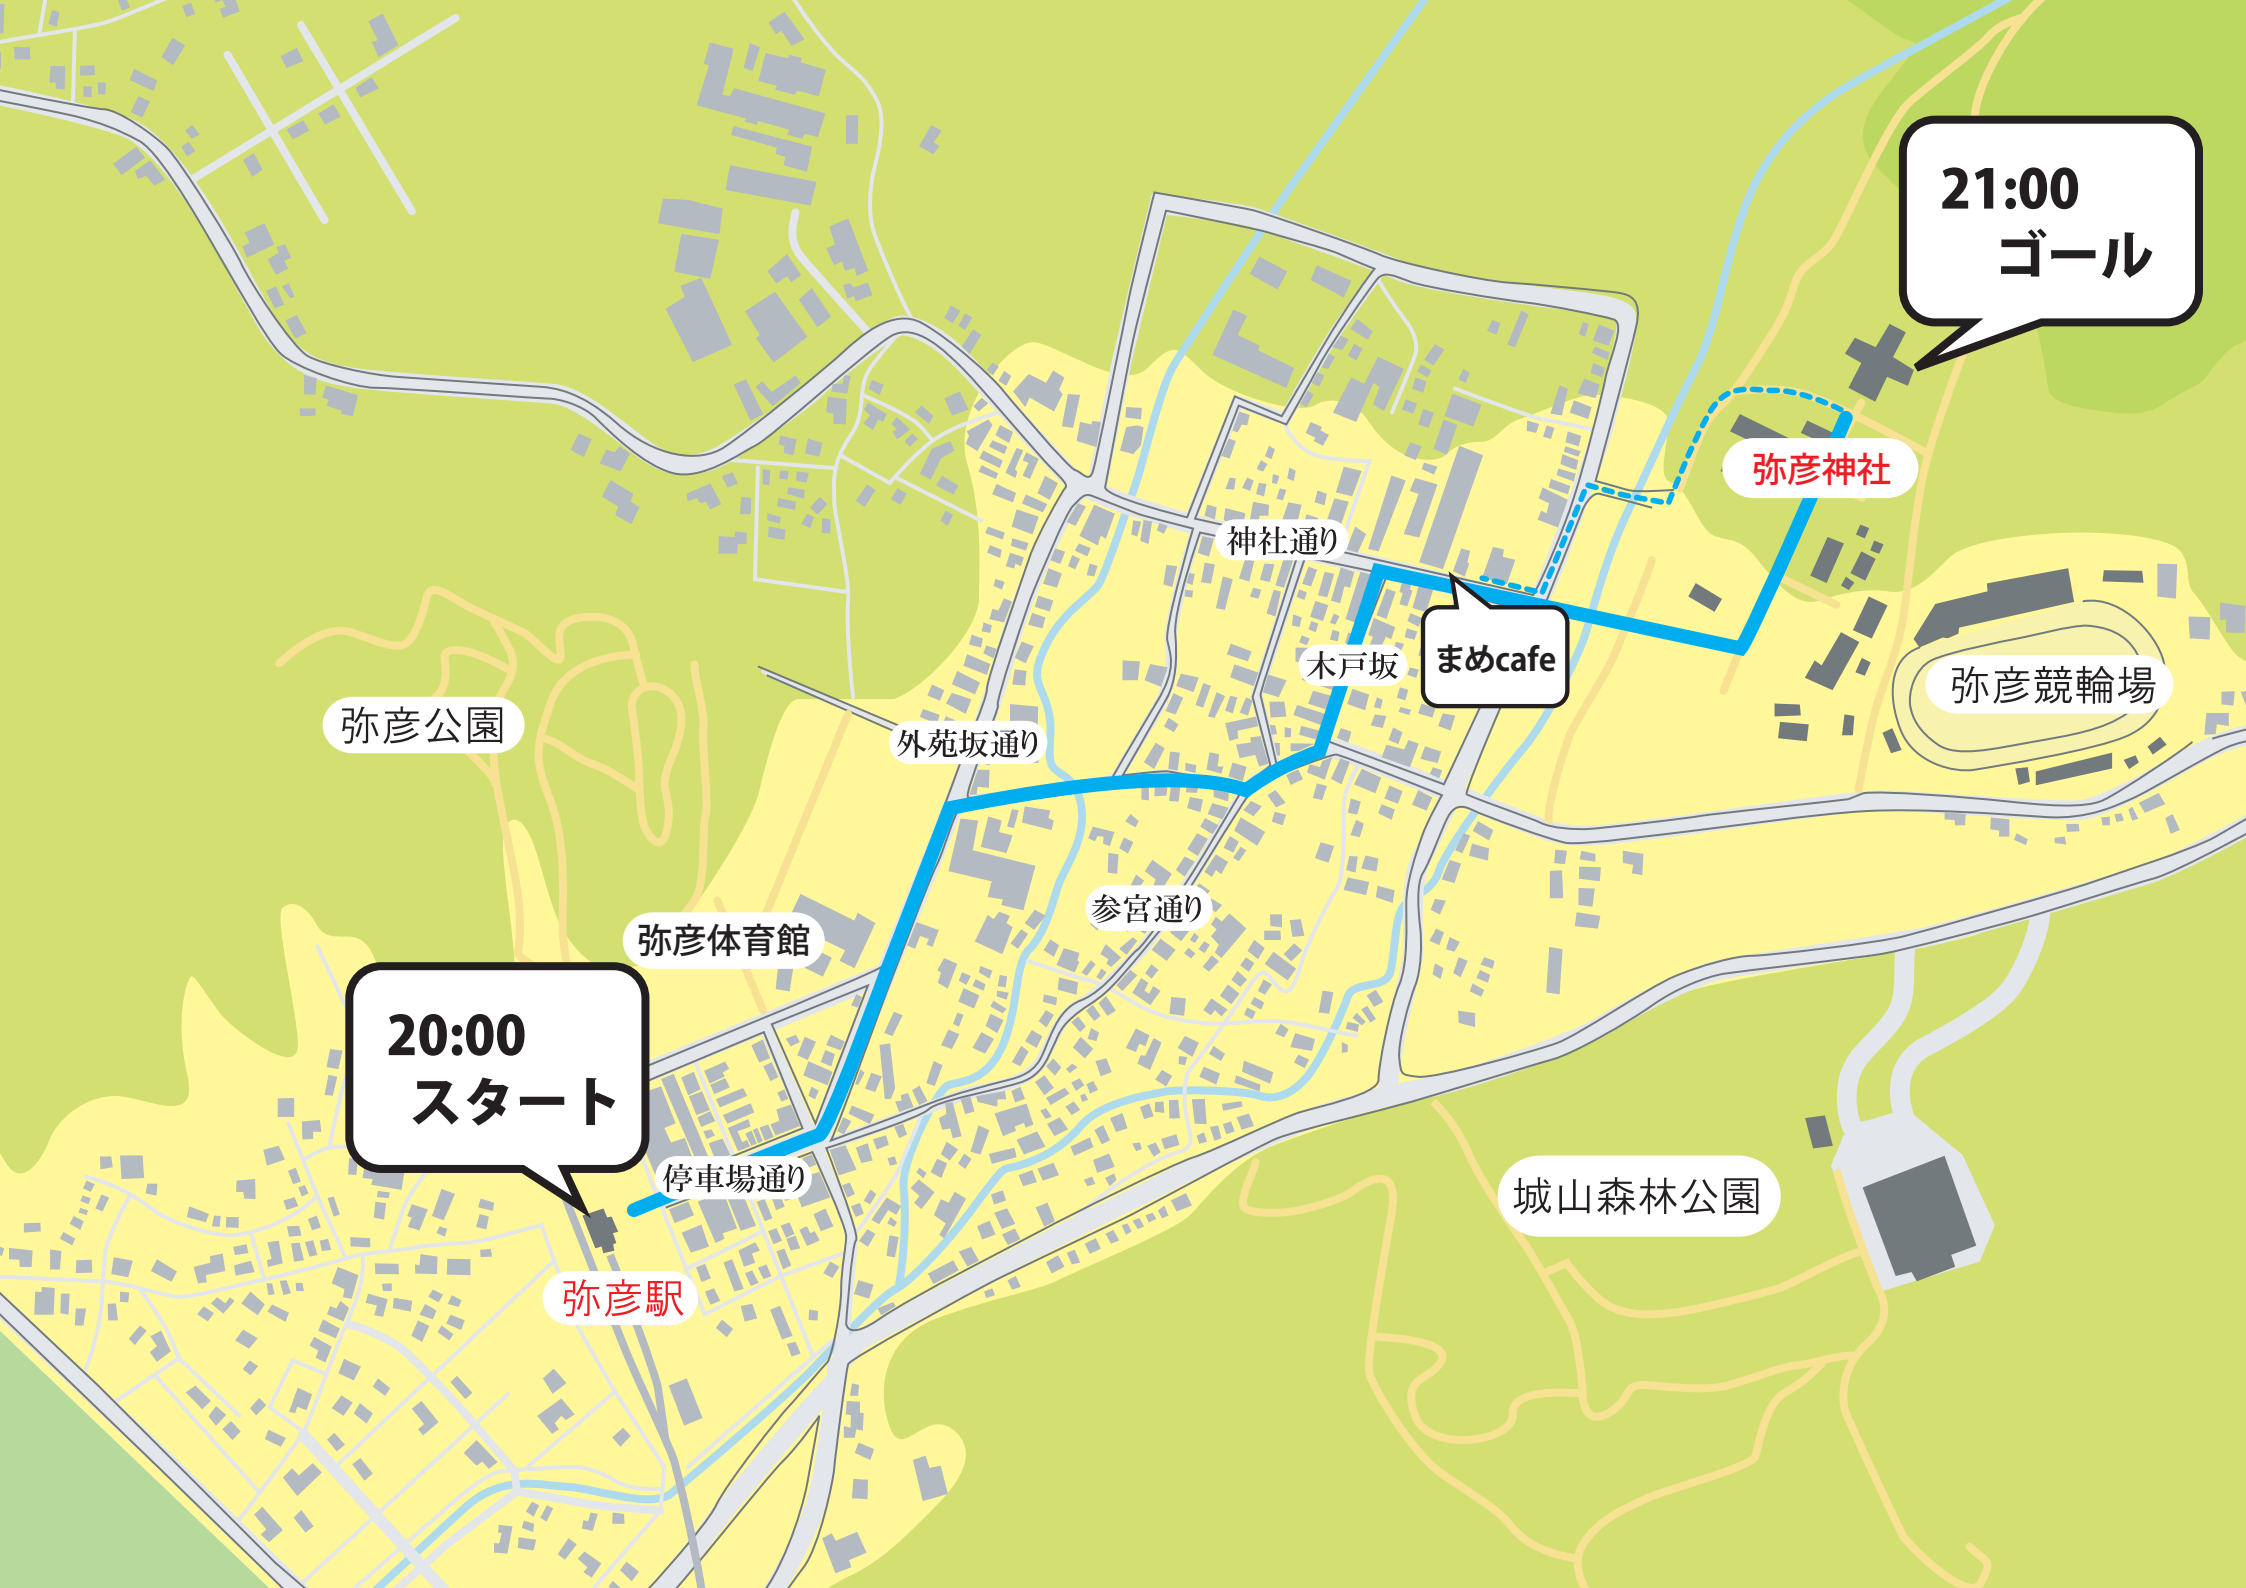 21:00
ゴール
弥彦神社
神社通り
木戸坂
まめcafe
弥彦競輪場
弥彦公園
外苑坂通り
参宮通り
弥彦体育館
20:00
スタート
停車場通り
弥彦駅
城山森林公園